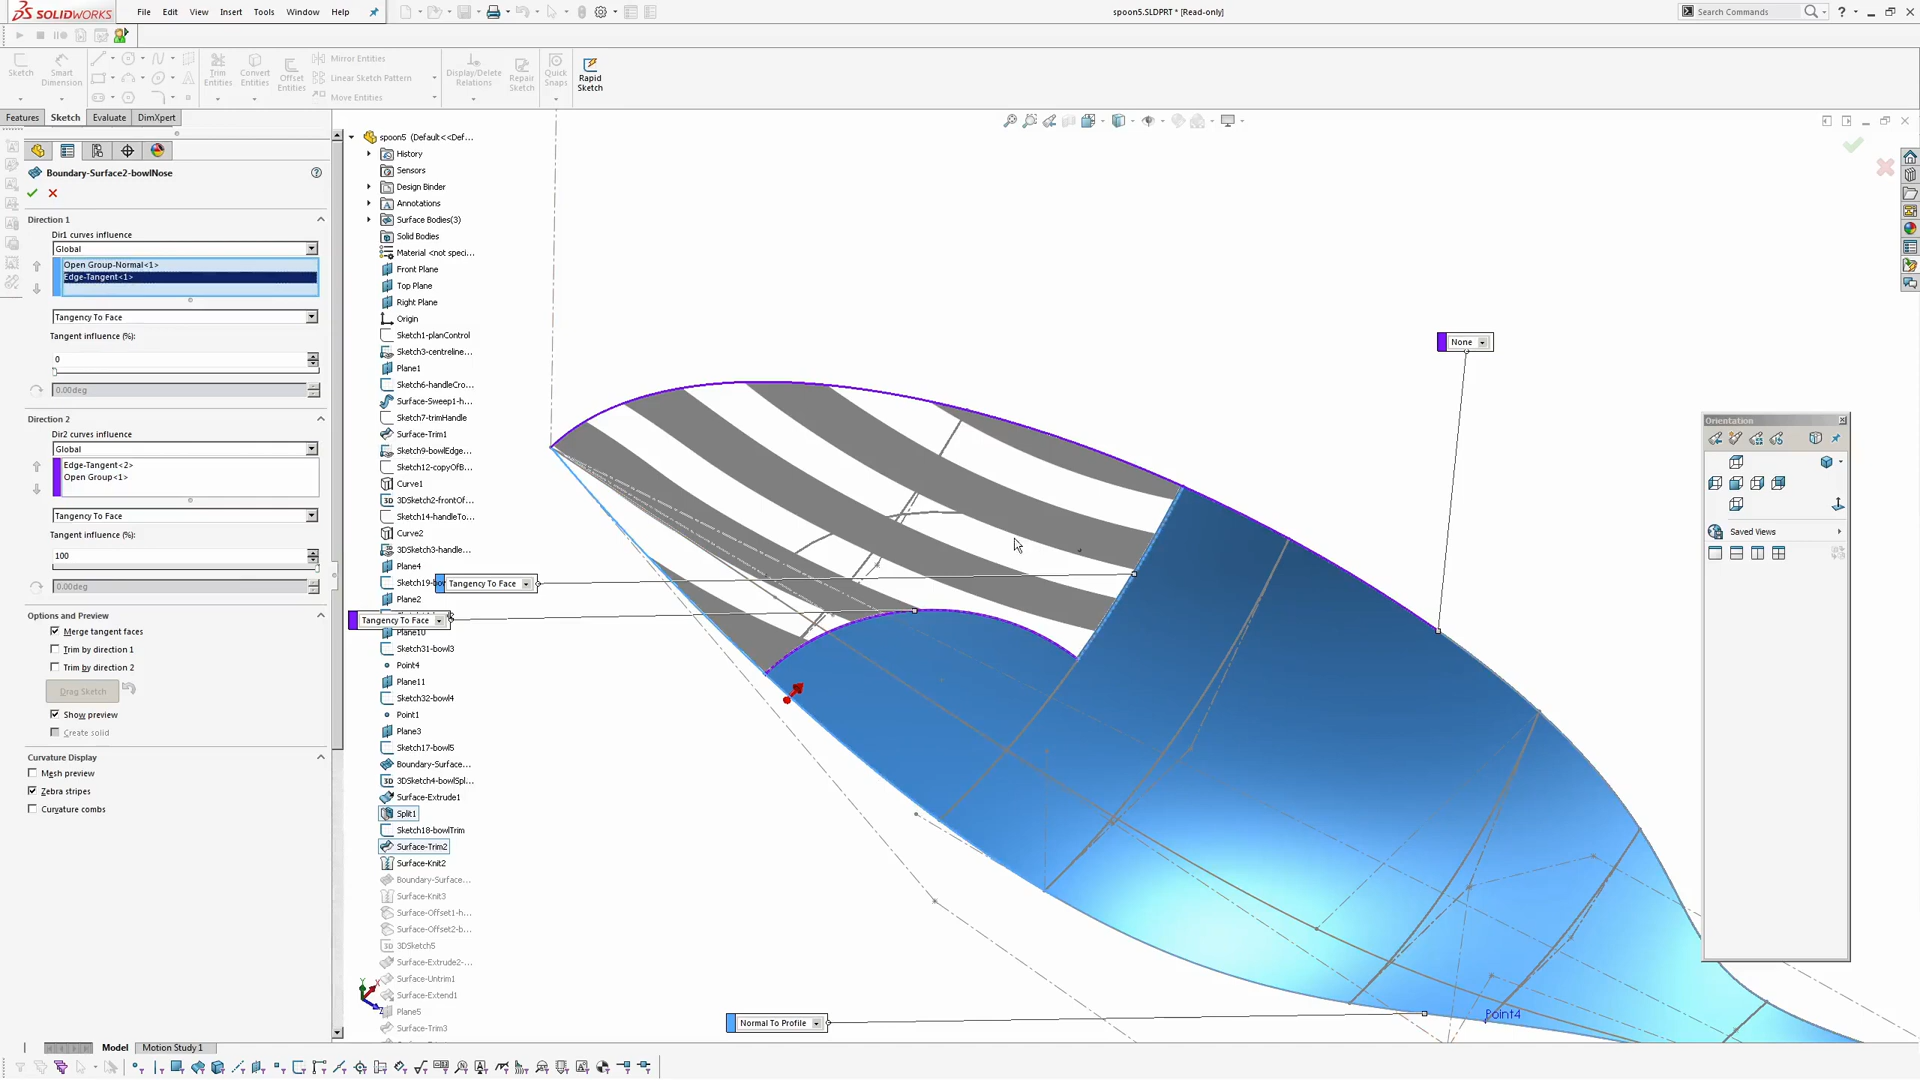 SOLIDWORKS
File Edit View Insert Tools Window Help
spoon5.SLDPRT * [Read-only]
Search Commands
Sketch
Smart Dimension
Trim Entities
Convert Entities
Offset Entities
Mirror Entities
Linear Sketch Pattern
Move Entities
Display/Delete Relations
Repair Sketch
Quick Snaps
Rapid Sketch
Features Sketch Evaluate DimXpert
Boundary-Surface2-bowlNose
Direction 1
Dir1 curves influence
Global
Open Group-Normal<1>
Edge-Tangent<1>
Tangency To Face
Tangent influence (%):
0
0.00deg
Direction 2
Dir2 curves influence
Global
Edge-Tangent<2>
Open Group<1>
Tangency To Face
Tangent influence (%):
100
0.00deg
Options and Preview
Merge tangent faces
Trim by direction 1
Trim by direction 2
Drag Sketch
Show preview
Create solid
Curvature Display
Mesh preview
Zebra stripes
Curvature combs
spoon5 (Default<<Def...
History
Sensors
Design Binder
Annotations
Surface Bodies(3)
Solid Bodies
Material <not speci...
Front Plane
Top Plane
Right Plane
Origin
Sketch1-planControl
Sketch3-centreline...
Plane1
Sketch6-handleCro...
Surface-Sweep1-h...
Sketch7-trimHandle
Surface-Trim1
Sketch9-bowlEdge...
Sketch12-copyOfB...
Curve1
3DSketch2-frontOf...
Sketch14-handleTo...
Curve2
3DSketch3-handle...
Plane4
Sketch19-bo
Plane2
Plane10
Sketch31-bowl3
Point4
Plane11
Sketch32-bowl4
Point1
Plane3
Sketch17-bowl5
Boundary-Surface...
3DSketch4-bowlSpl...
Surface-Extrude1
Split1
Sketch18-bowlTrim
Surface-Trim2
Surface-Knit2
Boundary-Surface...
Surface-Knit3
Surface-Offset1-h...
Surface-Offset2-b...
3DSketch5
Surface-Extrude2-...
Surface-Untrim1
Surface-Extend1
Plane5
Surface-Trim3
None
Tangency To Face
Tangency To Face
Normal To Profile
Point4
Orientation
Saved Views
Model Motion Study 1